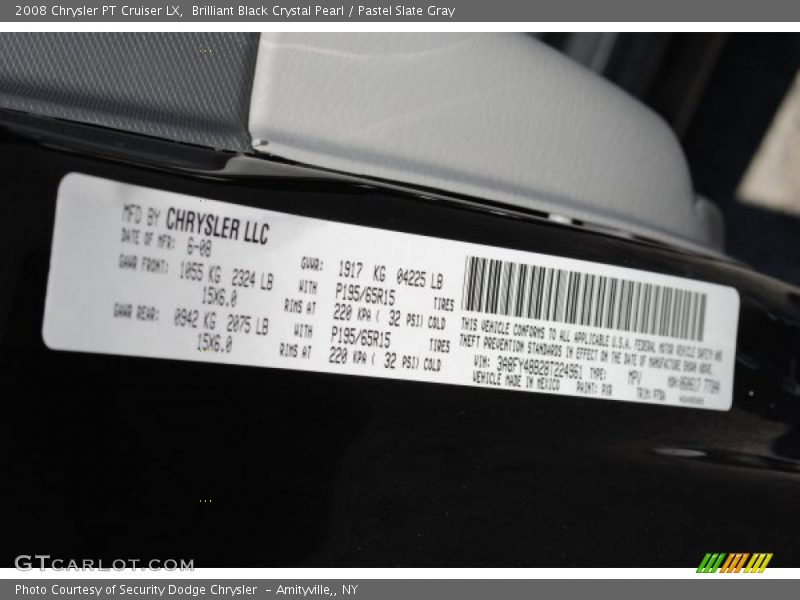 2008 Chrysler PT Cruiser LX, Brilliant Black Crystal Pearl / Pastel Slate Gray
MFD BY CHRYSLER LLC
DATE OF MFR: 6-08
GVWR: 1917 KG 04225 LB
GAWR FRONT: 1055 KG 2324 LB WITH P195/65R15 TIRES
15X6.0 RIMS AT 220 KPA ( 32 PSI) COLD
GAWR REAR: 0942 KG 2075 LB WITH P195/65R15 TIRES
15X6.0 RIMS AT 220 KPA ( 32 PSI) COLD
THIS VEHICLE CONFORMS TO ALL APPLICABLE U.S.A. FEDERAL MOTOR VEHICLE SAFETY AND
THEFT PREVENTION STANDARDS IN EFFECT ON THE DATE OF MANUFACTURE SHOWN ABOVE.
VIN: 3A8FY48B28T224961 TYPE: MPV MDH:
VEHICLE MADE IN MEXICO PAINT: PXR TRIM:
GTcarlot.com
Photo Courtesy of Security Dodge Chrysler - Amityville,, NY